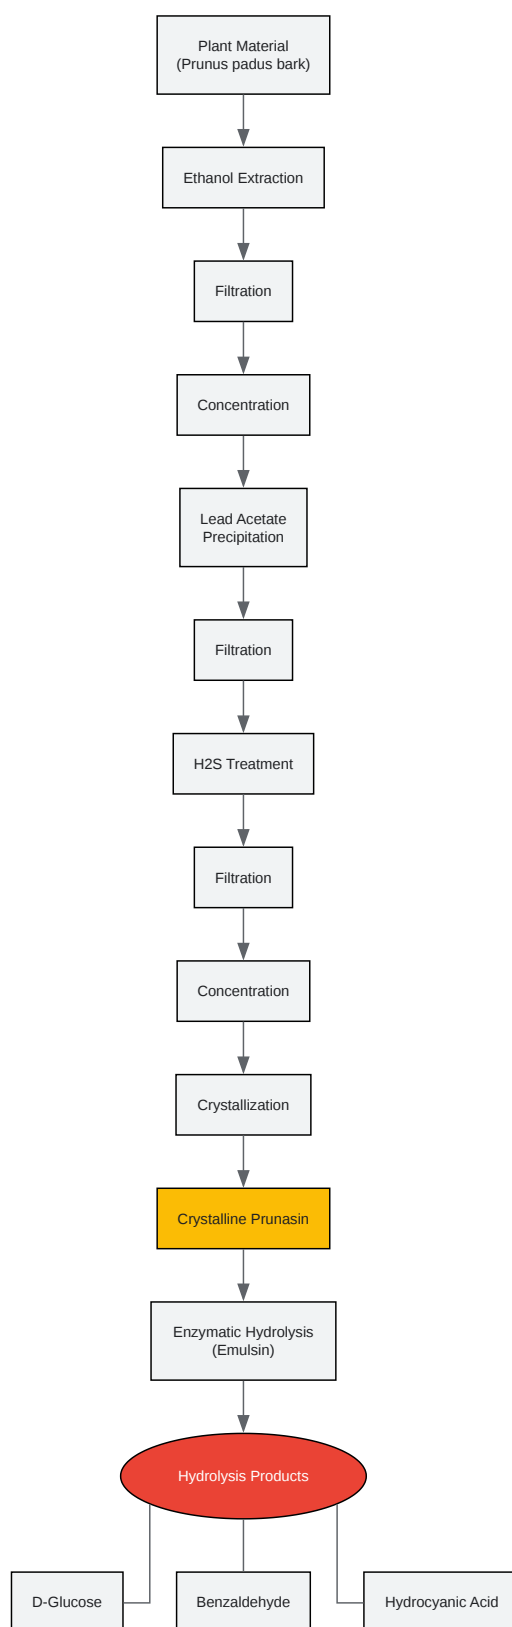 Plant Material
(Prunus padus bark)
Ethanol Extraction
Filtration
Concentration
Lead Acetate
Precipitation
Filtration
H2S Treatment
Filtration
Concentration
Crystallization
Crystalline Prunasin
Enzymatic Hydrolysis
(Emulsin)
Hydrolysis Products
D-Glucose
Benzaldehyde
Hydrocyanic Acid